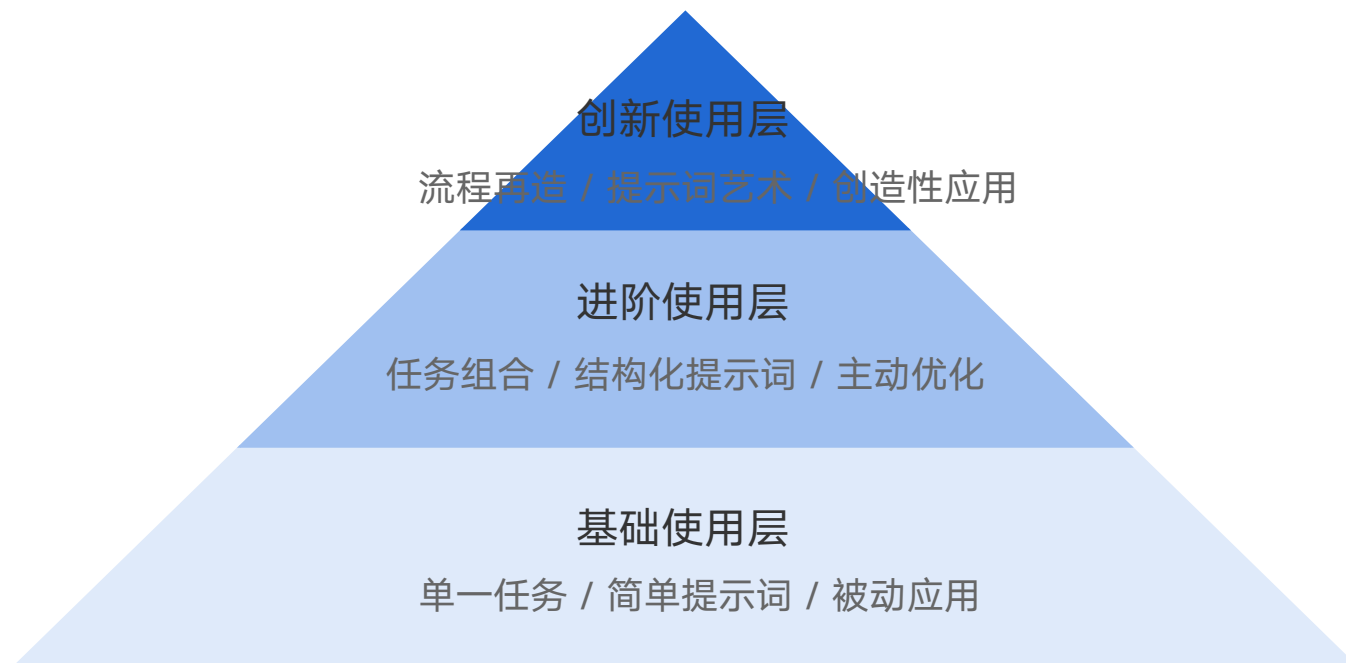 创新使用层
流程再造 / 提示词艺术 / 创造性应用
进阶使用层
任务组合 / 结构化提示词 / 主动优化
基础使用层
单一任务 / 简单提示词 / 被动应用